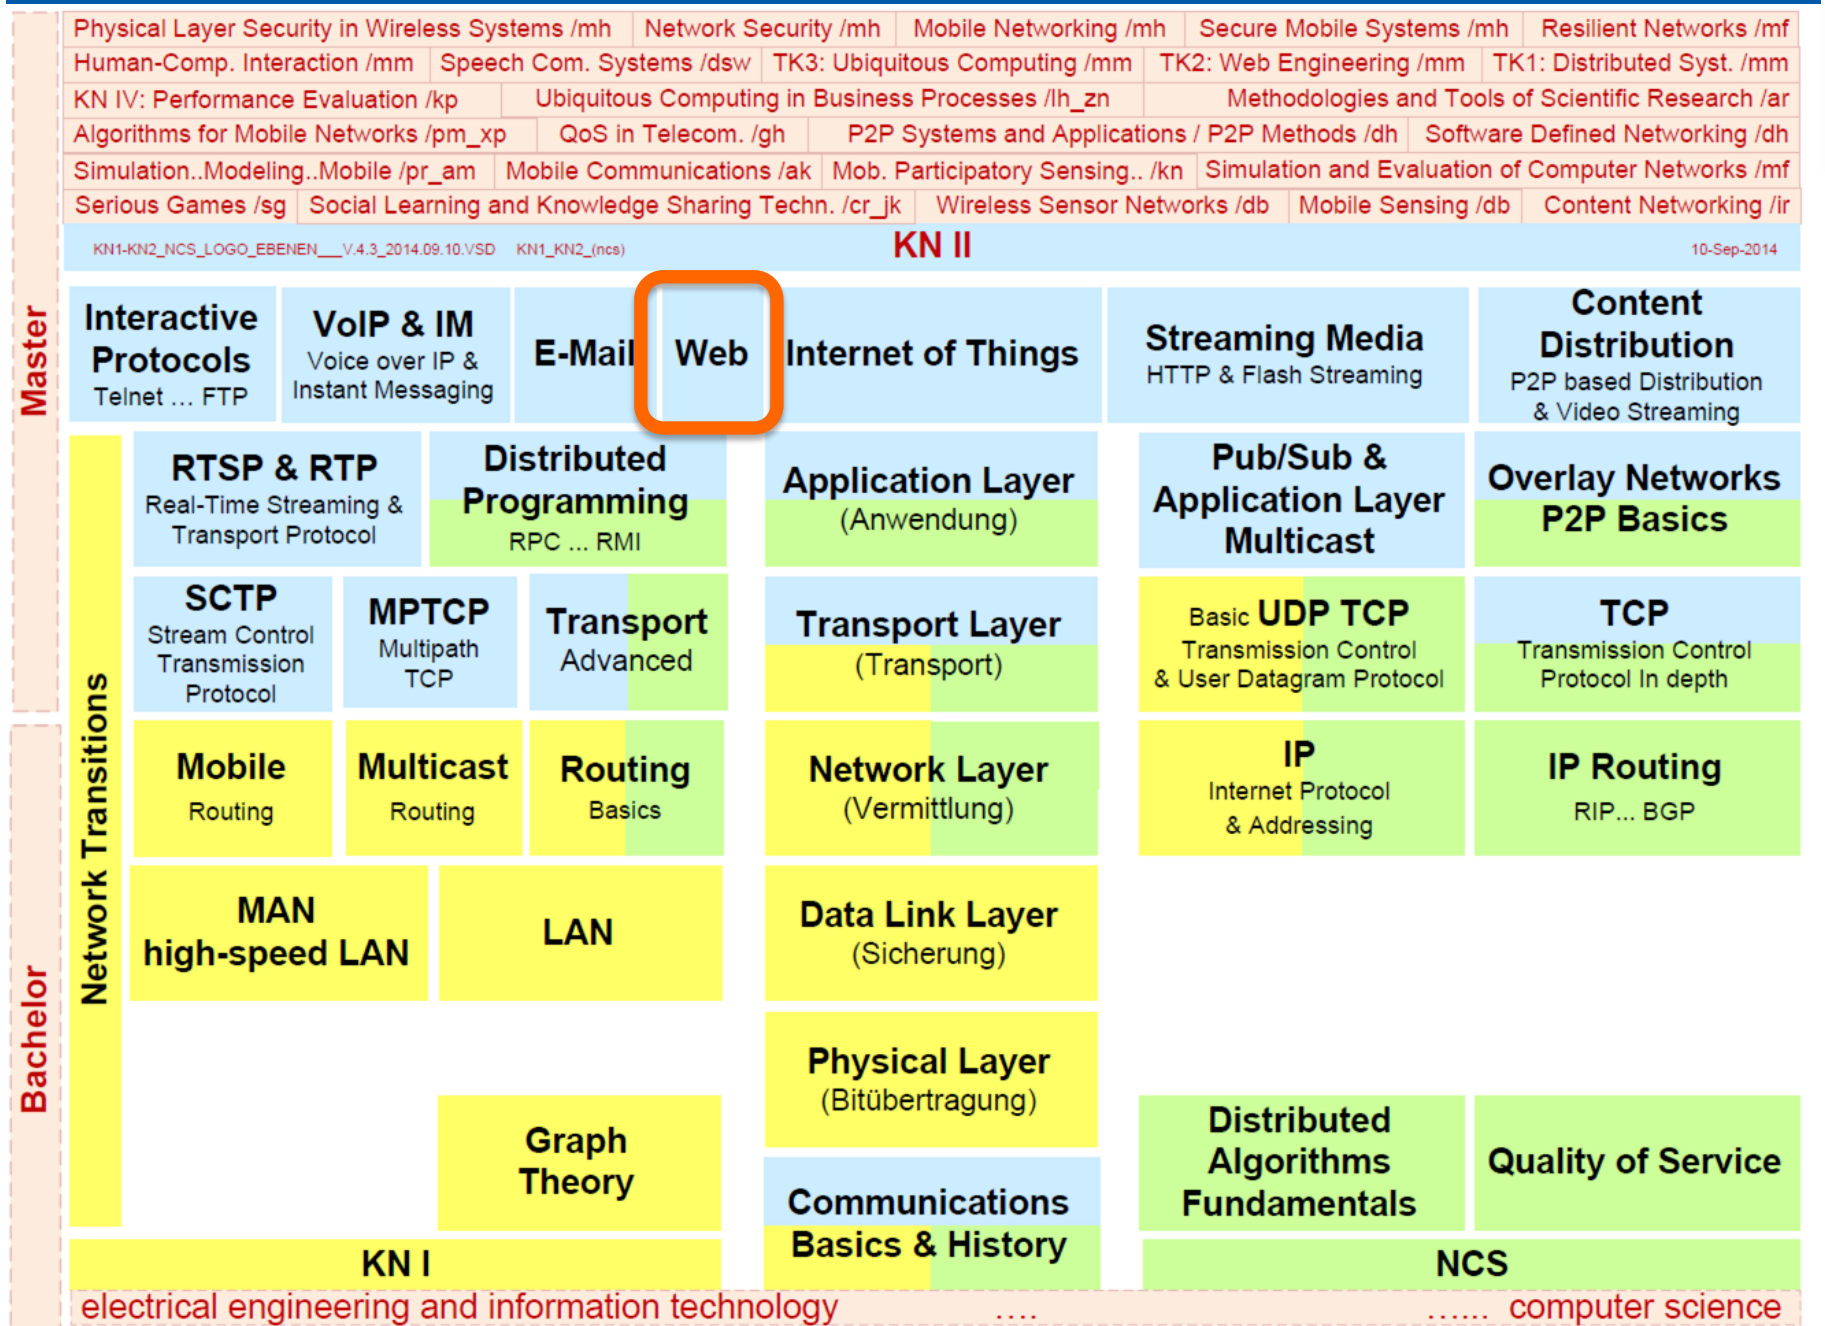 Physical Layer Security in Wireless Systems /mh Network Security /mh Mobile Networking /mh Secure Mobile Systems /mh Resilient Networks /mf
Human-Comp. Interaction /mm Speech Com. Systems /dsw TK3: Ubiquitous Computing /mm TK2: Web Engineering /mm TK1: Distributed Syst. /mm
KN IV: Performance Evaluation /kp Ubiquitous Computing in Business Processes /lh_zn Methodologies and Tools of Scientific Research /ar
Algorithms for Mobile Networks /pm_xp QoS in Telecom. /gh P2P Systems and Applications / P2P Methods /dh Software Defined Networking /dh
Simulation..Modeling..Mobile /pr_am Mobile Communications /ak Mob. Participatory Sensing.. /kn Simulation and Evaluation of Computer Networks /mf
Serious Games /sg Social Learning and Knowledge Sharing Techn. /cr_jk Wireless Sensor Networks /db Mobile Sensing /db Content Networking /ir
KN1-KN2_NCS_LOGO_EBENEN___V.4.3_2014.09.10.VSD KN1_KN2_(ncs) KN II 10-Sep-2014
Master
Interactive
Protocols
Telnet ... FTP
VoIP & IM
Voice over IP &
Instant Messaging
E-Mail
Web
Internet of Things
Streaming Media
HTTP & Flash Streaming
Content
Distribution
P2P based Distribution
& Video Streaming
Network Transitions
RTSP & RTP
Real-Time Streaming &
Transport Protocol
Distributed
Programming
RPC ... RMI
Application Layer
(Anwendung)
Pub/Sub &
Application Layer
Multicast
Overlay Networks
P2P Basics
SCTP
Stream Control
Transmission
Protocol
MPTCP
Multipath
TCP
Transport
Advanced
Transport Layer
(Transport)
Basic UDP TCP
Transmission Control
& User Datagram Protocol
TCP
Transmission Control
Protocol In depth
Bachelor
Mobile
Routing
Multicast
Routing
Routing
Basics
Network Layer
(Vermittlung)
IP
Internet Protocol
& Addressing
IP Routing
RIP... BGP
MAN
high-speed LAN
LAN
Data Link Layer
(Sicherung)
Physical Layer
(Bitübertragung)
Graph
Theory
Communications
Basics & History
Distributed
Algorithms
Fundamentals
Quality of Service
KN I
NCS
electrical engineering and information technology .... ...... computer science